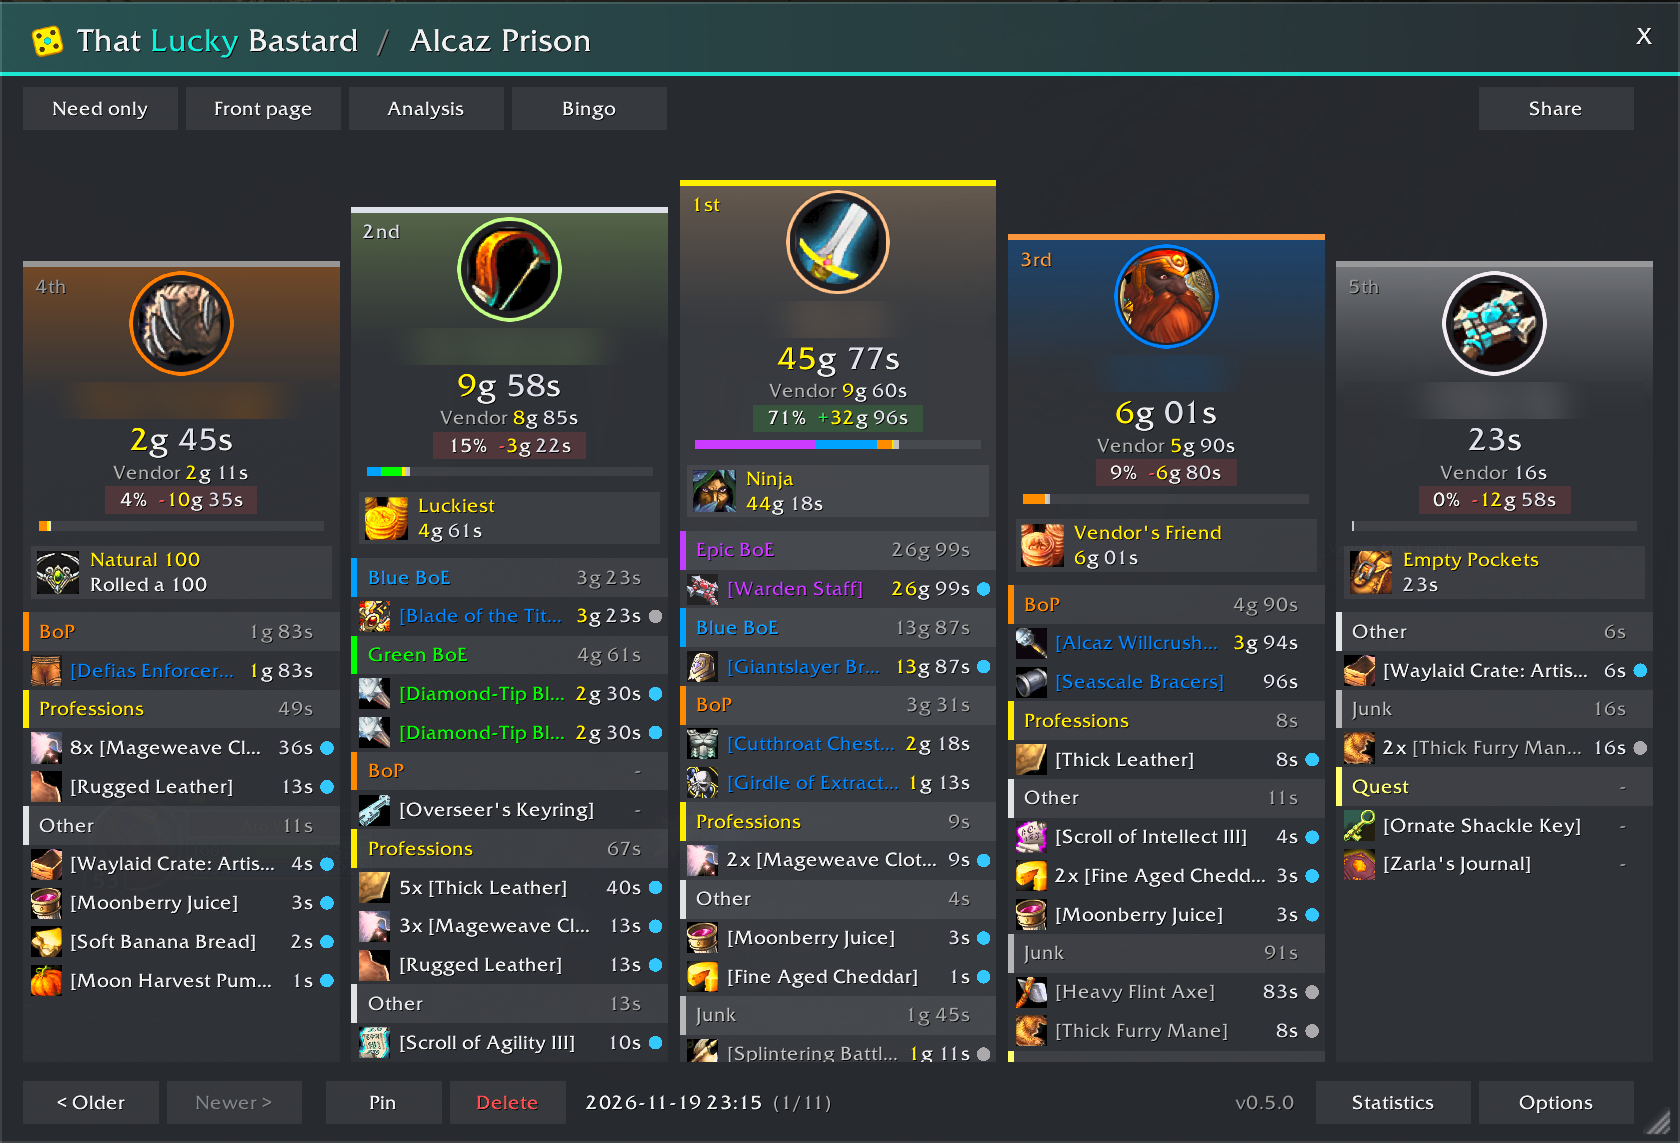 That Lucky Bastard / Alcaz Prison
X
Need only
Front page
Analysis
Bingo
Share
4th
2g 45s
Vendor 2g 11s
4% -10g 35s
Natural 100
Rolled a 100
BoP 1g 83s
[Defias Enforcer... 1g 83s
Professions 49s
8x [Mageweave Cl... 36s
[Rugged Leather] 13s
Other 11s
[Waylaid Crate: Artis... 4s
[Moonberry Juice] 3s
[Soft Banana Bread] 2s
[Moon Harvest Pum... 1s
2nd
9g 58s
Vendor 8g 85s
15% -3g 22s
Luckiest
4g 61s
Blue BoE 3g 23s
[Blade of the Tit... 3g 23s
Green BoE 4g 61s
[Diamond-Tip Bl... 2g 30s
[Diamond-Tip Bl... 2g 30s
BoP -
[Overseer's Keyring] -
Professions 67s
5x [Thick Leather] 40s
3x [Mageweave Cl... 13s
[Rugged Leather] 13s
Other 13s
[Scroll of Agility III] 10s
1st
45g 77s
Vendor 9g 60s
71% +32g 96s
Ninja
44g 18s
Epic BoE 26g 99s
[Warden Staff] 26g 99s
Blue BoE 13g 87s
[Giantslayer Br... 13g 87s
BoP 3g 31s
[Cutthroat Chest... 2g 18s
[Girdle of Extract... 1g 13s
Professions 9s
2x [Mageweave Clot... 9s
Other 4s
[Moonberry Juice] 3s
[Fine Aged Cheddar] 1s
Junk 1g 45s
[Splintering Battl... 1g 11s
3rd
6g 01s
Vendor 5g 90s
9% -6g 80s
Vendor's Friend
6g 01s
BoP 4g 90s
[Alcaz Willcrush... 3g 94s
[Seascale Bracers] 96s
Professions 8s
[Thick Leather] 8s
Other 11s
[Scroll of Intellect III] 4s
2x [Fine Aged Chedd... 3s
[Moonberry Juice] 3s
Junk 91s
[Heavy Flint Axe] 83s
[Thick Furry Mane] 8s
5th
23s
Vendor 16s
0% -12g 58s
Empty Pockets
23s
Other 6s
[Waylaid Crate: Artis... 6s
Junk 16s
2x [Thick Furry Man... 16s
Quest -
[Ornate Shackle Key] -
[Zarla's Journal] -
< Older
Newer >
Pin
Delete
2026-11-19 23:15 (1/11)
v0.5.0
Statistics
Options